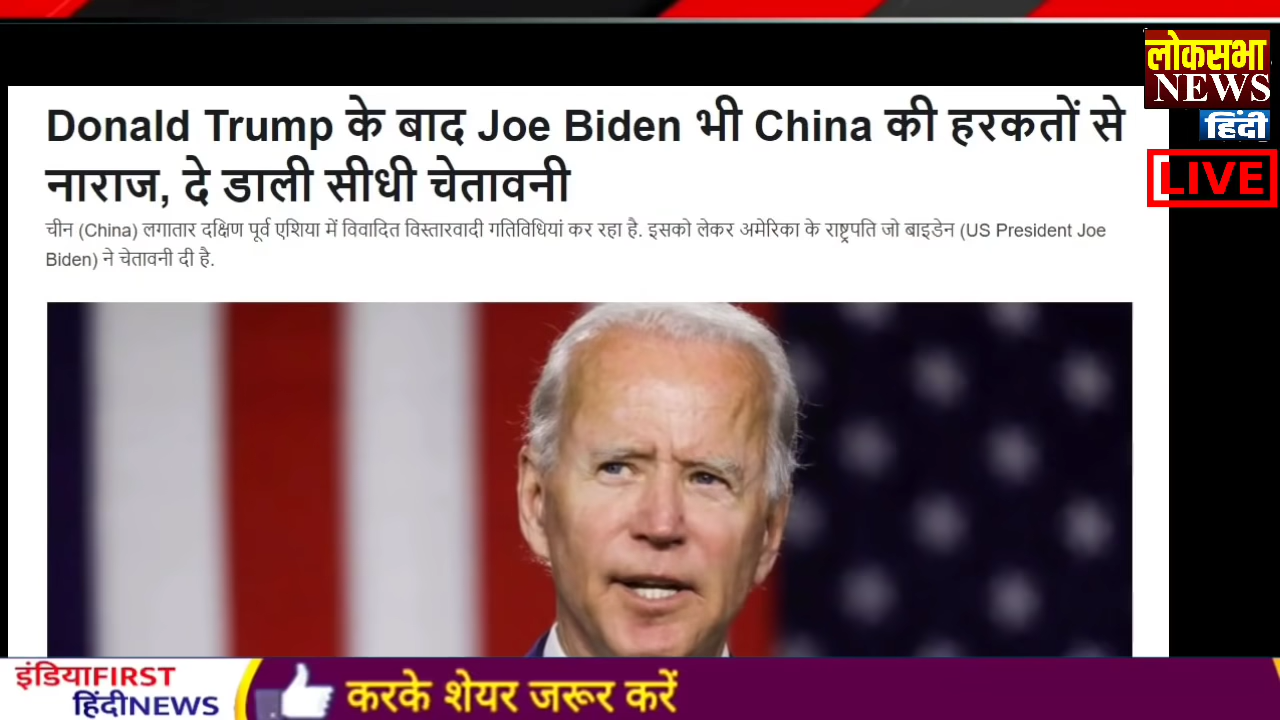 लोकसभा
NEWS
हिंदी
LIVE
Donald Trump के बाद Joe Biden भी China की हरकतों से
नाराज, दे डाली सीधी चेतावनी
चीन (China) लगातार दक्षिण पूर्व एशिया में विवादित विस्तारवादी गतिविधियां कर रहा है. इसको लेकर अमेरिका के राष्ट्रपति जो बाइडेन (US President Joe
Biden) ने चेतावनी दी है.
इंडियाFIRST
हिंदीNEWS
करके शेयर जरूर करें